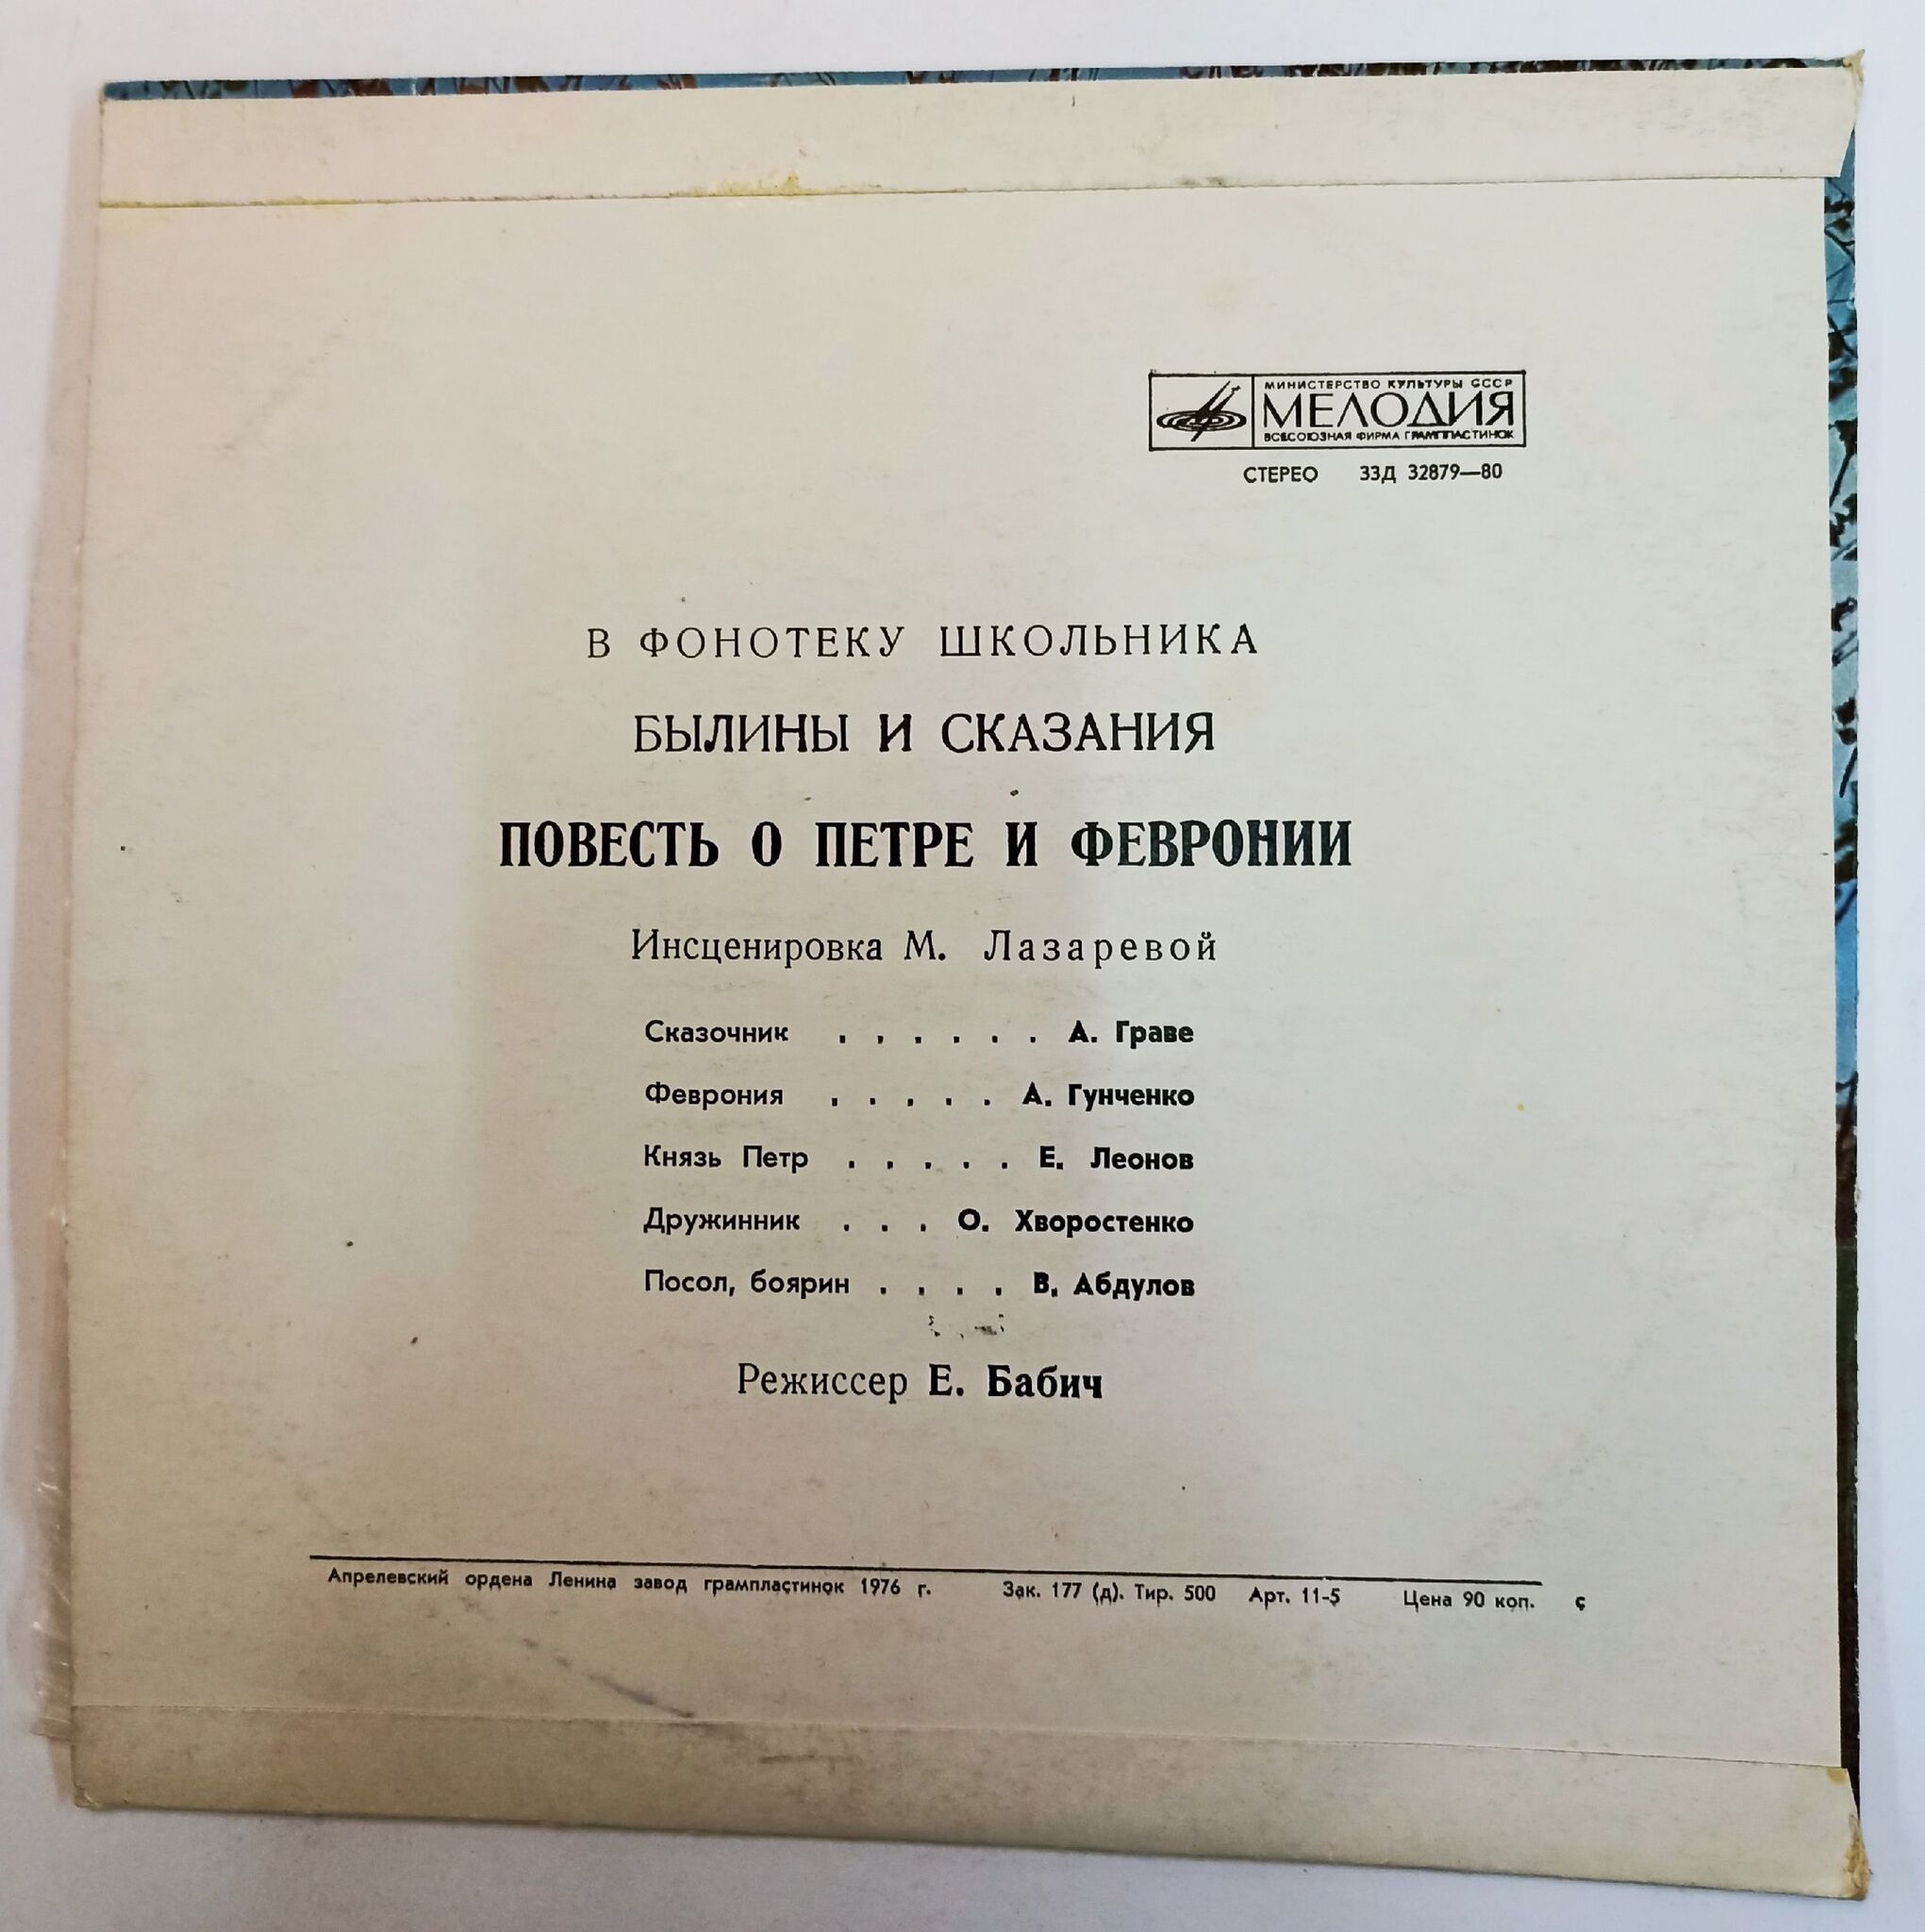 МИНИСТЕРСТВО КУЛЬТУРЫ СССР
МЕЛОДИЯ
ВСЕСОЮЗНАЯ ФИРМА ГРАМПЛАСТИНОК
СТЕРЕО 33Д 32879—80
В ФОНОТЕКУ ШКОЛЬНИКА
БЫЛИНЫ И СКАЗАНИЯ
ПОВЕСТЬ О ПЕТРЕ И ФЕВРОНИИ
Инсценировка М. Лазаревой
Сказочник . . . . . . А. Граве
Феврония . . . . . А. Гунченко
Князь Петр . . . . . Е. Леонов
Дружинник . . . О. Хворостенко
Посол, боярин . . . . В. Абдулов
Режиссер Е. Бабич
Апрелевский ордена Ленина завод грампластинок 1976 г. Зак. 177 (д). Тир. 500 Арт. 11-5 Цена 90 коп. с